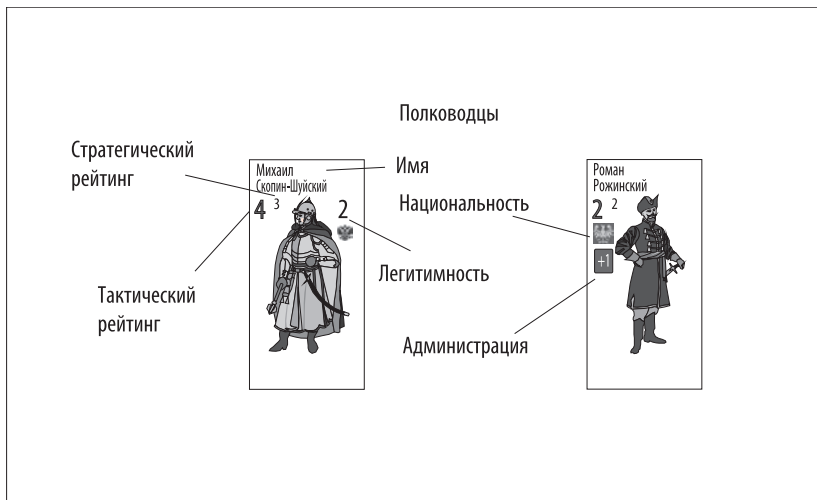 Полководцы
Стратегический
рейтинг
Имя
Национальность
Легитимность
Тактический
рейтинг
Администрация
Михаил
Скопин-Шуйский
4 3
2
Роман
Рожинский
2 2
+1